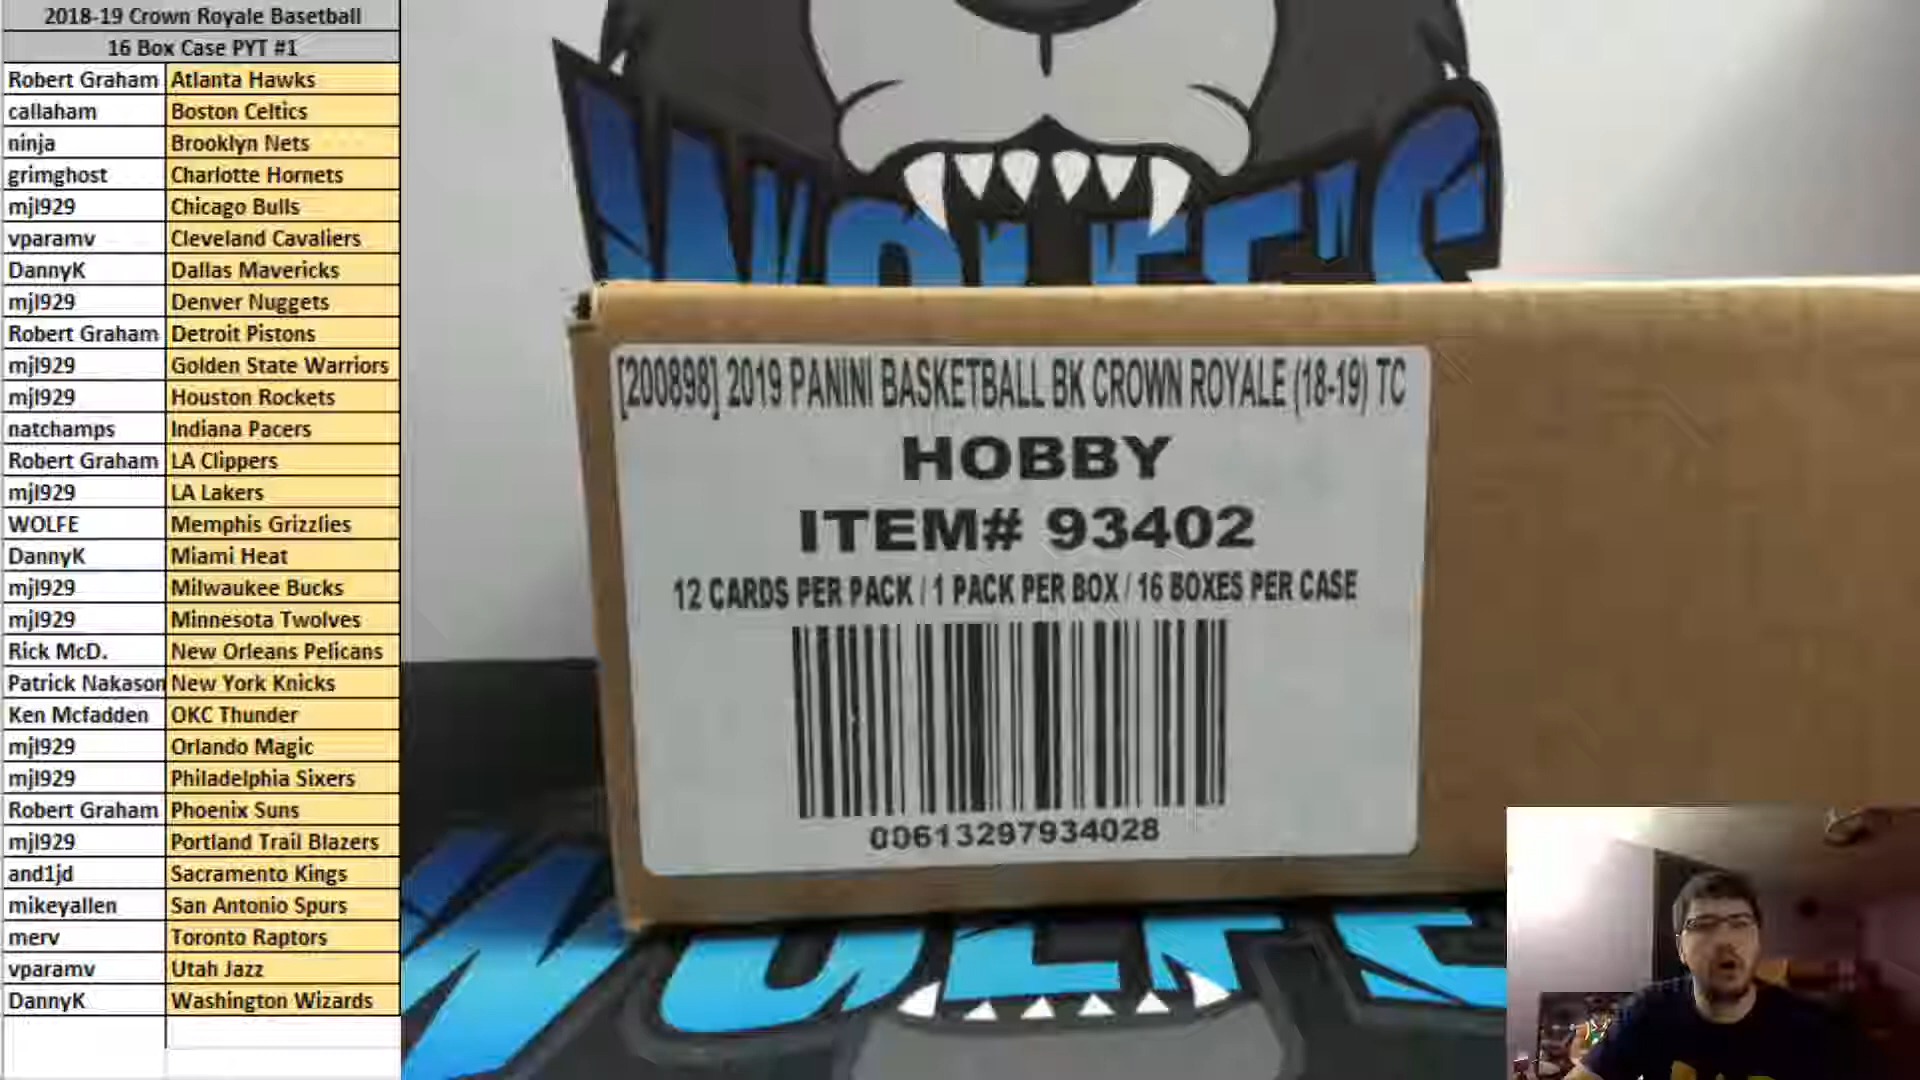 2018-19 Crown Royale Basetball
16 Box Case PYT #1
Robert Graham Atlanta Hawks
callaham Boston Celtics
ninja Brooklyn Nets
grimghost Charlotte Hornets
mjl929 Chicago Bulls
vparamv Cleveland Cavaliers
DannyK Dallas Mavericks
mjl929 Denver Nuggets
Robert Graham Detroit Pistons
mjl929 Golden State Warriors
mjl929 Houston Rockets
natchamps Indiana Pacers
Robert Graham LA Clippers
mjl929 LA Lakers
WOLFE Memphis Grizzlies
DannyK Miami Heat
mjl929 Milwaukee Bucks
mjl929 Minnesota Twolves
Rick McD. New Orleans Pelicans
Patrick Nakason New York Knicks
Ken Mcfadden OKC Thunder
mjl929 Orlando Magic
mjl929 Philadelphia Sixers
Robert Graham Phoenix Suns
mjl929 Portland Trail Blazers
and1jd Sacramento Kings
mikeyallen San Antonio Spurs
merv Toronto Raptors
vparamv Utah Jazz
DannyK Washington Wizards
WOLFE'S
[200898] 2019 PANINI BASKETBALL BK CROWN ROYALE (18-19) TC
HOBBY
ITEM# 93402
12 CARDS PER PACK / 1 PACK PER BOX / 16 BOXES PER CASE
00613297934028
WOLFE